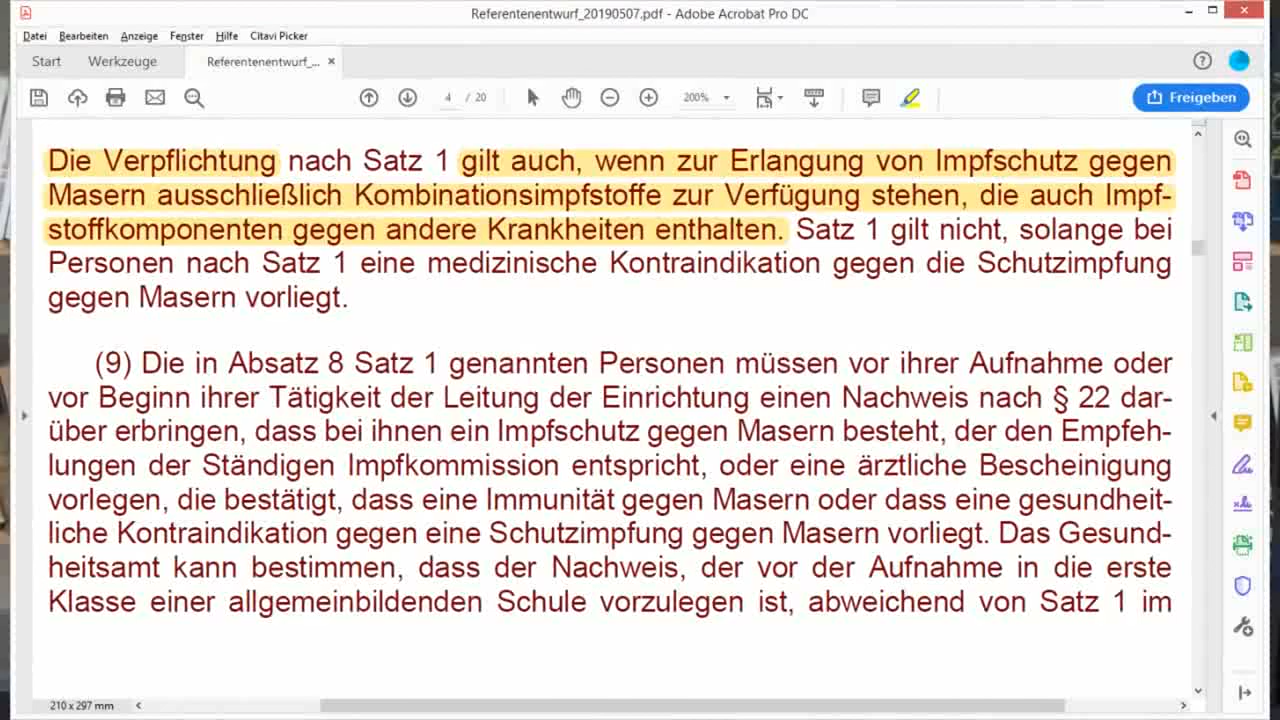 Referentenentwurf_20190507.pdf - Adobe Acrobat Pro DC
Datei Bearbeiten Anzeige Fenster Hilfe Citavi Picker
Start Werkzeuge Referentenentwurf_...
4 / 20 200% Freigeben
Die Verpflichtung nach Satz 1 gilt auch, wenn zur Erlangung von Impfschutz gegen
Masern ausschließlich Kombinationsimpfstoffe zur Verfügung stehen, die auch Impf-
stoffkomponenten gegen andere Krankheiten enthalten. Satz 1 gilt nicht, solange bei
Personen nach Satz 1 eine medizinische Kontraindikation gegen die Schutzimpfung
gegen Masern vorliegt.
(9) Die in Absatz 8 Satz 1 genannten Personen müssen vor ihrer Aufnahme oder
vor Beginn ihrer Tätigkeit der Leitung der Einrichtung einen Nachweis nach § 22 dar-
über erbringen, dass bei ihnen ein Impfschutz gegen Masern besteht, der den Empfeh-
lungen der Ständigen Impfkommission entspricht, oder eine ärztliche Bescheinigung
vorlegen, die bestätigt, dass eine Immunität gegen Masern oder dass eine gesundheit-
liche Kontraindikation gegen eine Schutzimpfung gegen Masern vorliegt. Das Gesund-
heitsamt kann bestimmen, dass der Nachweis, der vor der Aufnahme in die erste
Klasse einer allgemeinbildenden Schule vorzulegen ist, abweichend von Satz 1 im
210 x 297 mm